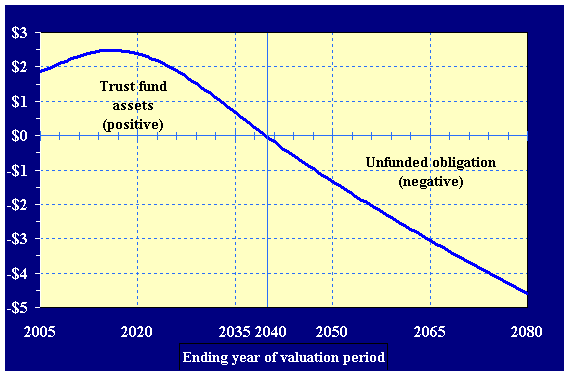 $3
$2
$1
$0
-$1
-$2
-$3
-$4
-$5
Trust fund
assets
(positive)
Unfunded obligation
(negative)
2005 2020 2035 2040 2050 2065 2080
Ending year of valuation period